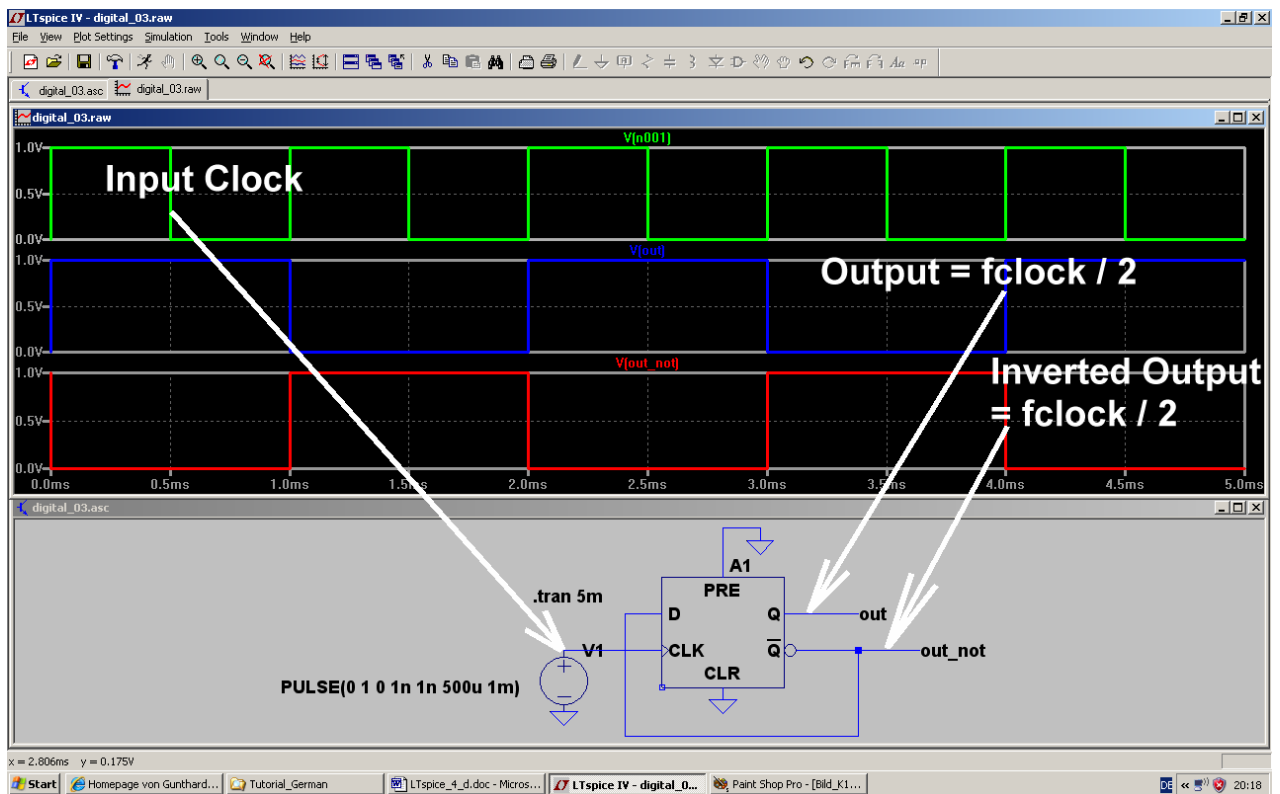 LTspice IV - digital_03.raw
File View Plot Settings Simulation Tools Window Help
digital_03.asc digital_03.raw
digital_03.raw
V(n001)
1.0V
0.5V
0.0V
Input Clock
V(out)
1.0V
0.5V
0.0V
Output = fclock / 2
V(out_not)
1.0V
0.5V
0.0V
Inverted Output
= fclock / 2
0.0ms 0.5ms 1.0ms 1.5ms 2.0ms 2.5ms 3.0ms 3.5ms 4.0ms 4.5ms 5.0ms
digital_03.asc
A1
PRE
.tran 5m
D Q out
V1 CLK Q out_not
CLR
PULSE(0 1 0 1n 1n 500u 1m)
x = 2.806ms y = 0.175V
Start Homepage von Gunthard... Tutorial_German LTspice_4_d.doc - Micros... LTspice IV - digital_0... Paint Shop Pro - [Bild_K1... DE « 20:18